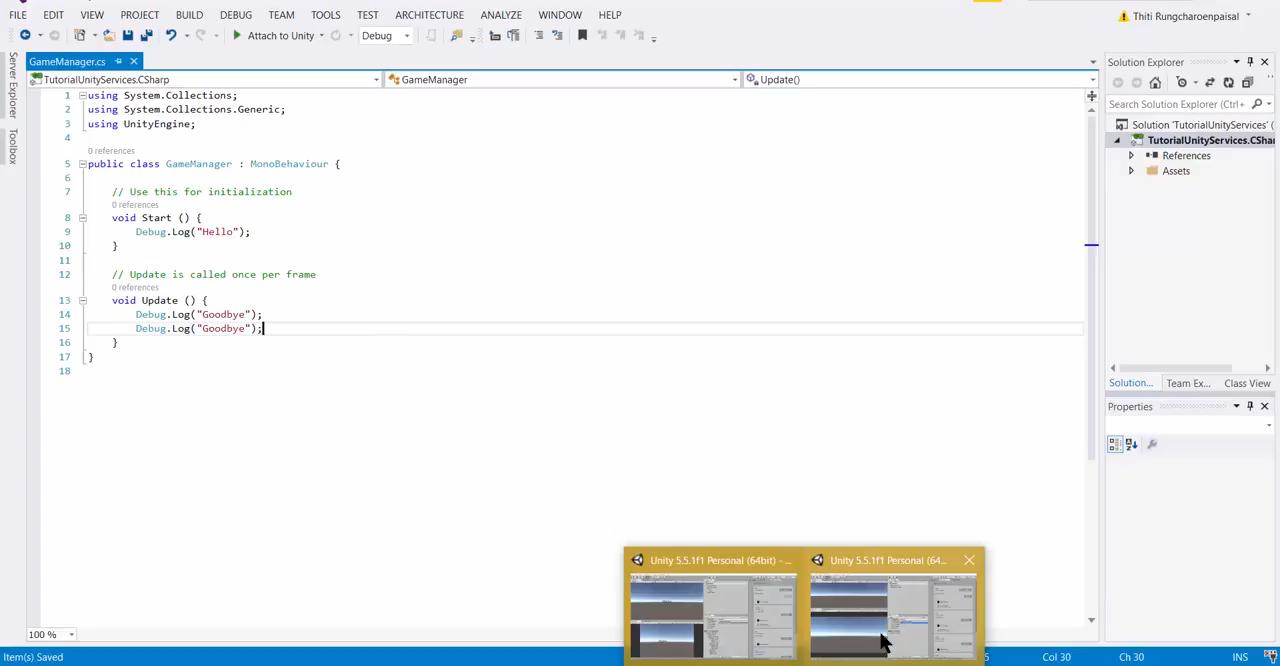 FILE EDIT VIEW PROJECT BUILD DEBUG TEAM TOOLS TEST ARCHITECTURE ANALYZE WINDOW HELP
Thiti Rungcharoenpaisal
Attach to Unity
Debug
GameManager.cs
TutorialUnityServices.CSharp
GameManager
Update()
Server Explorer
Toolbox
1 using System.Collections;
2 using System.Collections.Generic;
3 using UnityEngine;
4
0 references
5 public class GameManager : MonoBehaviour {
6
7 // Use this for initialization
0 references
8 void Start () {
9 Debug.Log("Hello");
10 }
11
12 // Update is called once per frame
0 references
13 void Update () {
14 Debug.Log("Goodbye");
15 Debug.Log("Goodbye");
16 }
17 }
18
Solution Explorer
Search Solution Explorer (Ctrl+
Solution 'TutorialUnityServices' (
TutorialUnityServices.CShar
References
Assets
Solution... Team Ex... Class View
Properties
Unity 5.5.1f1 Personal (64bit) - ...
Unity 5.5.1f1 Personal (64...
100 %
Item(s) Saved
5
Col 30
Ch 30
INS